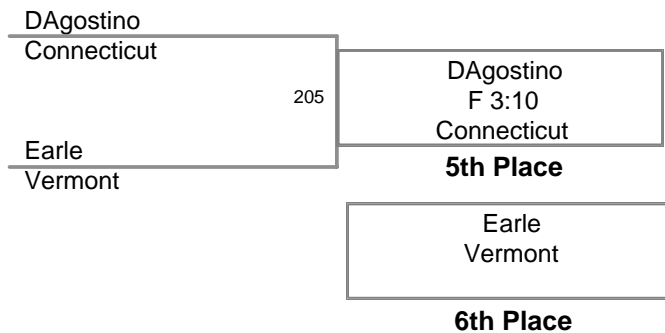 DAgostino
Connecticut
205
Earle
Vermont
DAgostino
F 3:10
Connecticut
5th Place
Earle
Vermont
6th Place